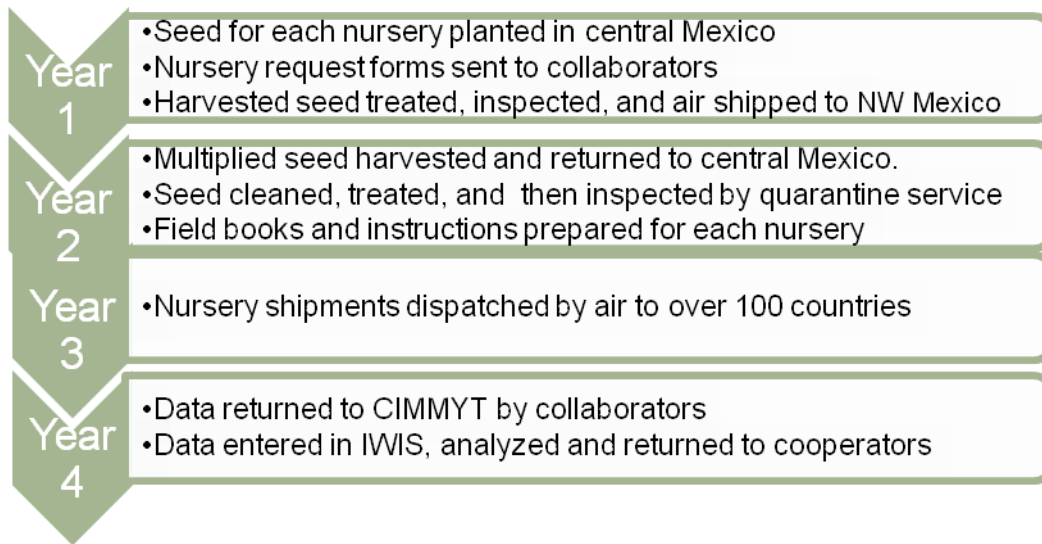 Year
1
•Seed for each nursery planted in central Mexico
•Nursery request forms sent to collaborators
•Harvested seed treated, inspected, and air shipped to NW Mexico
Year
2
•Multiplied seed harvested and returned to central Mexico.
•Seed cleaned, treated, and then inspected by quarantine service
•Field books and instructions prepared for each nursery
Year
3
•Nursery shipments dispatched by air to over 100 countries
Year
4
•Data returned to CIMMYT by collaborators
•Data entered in IWIS, analyzed and returned to cooperators